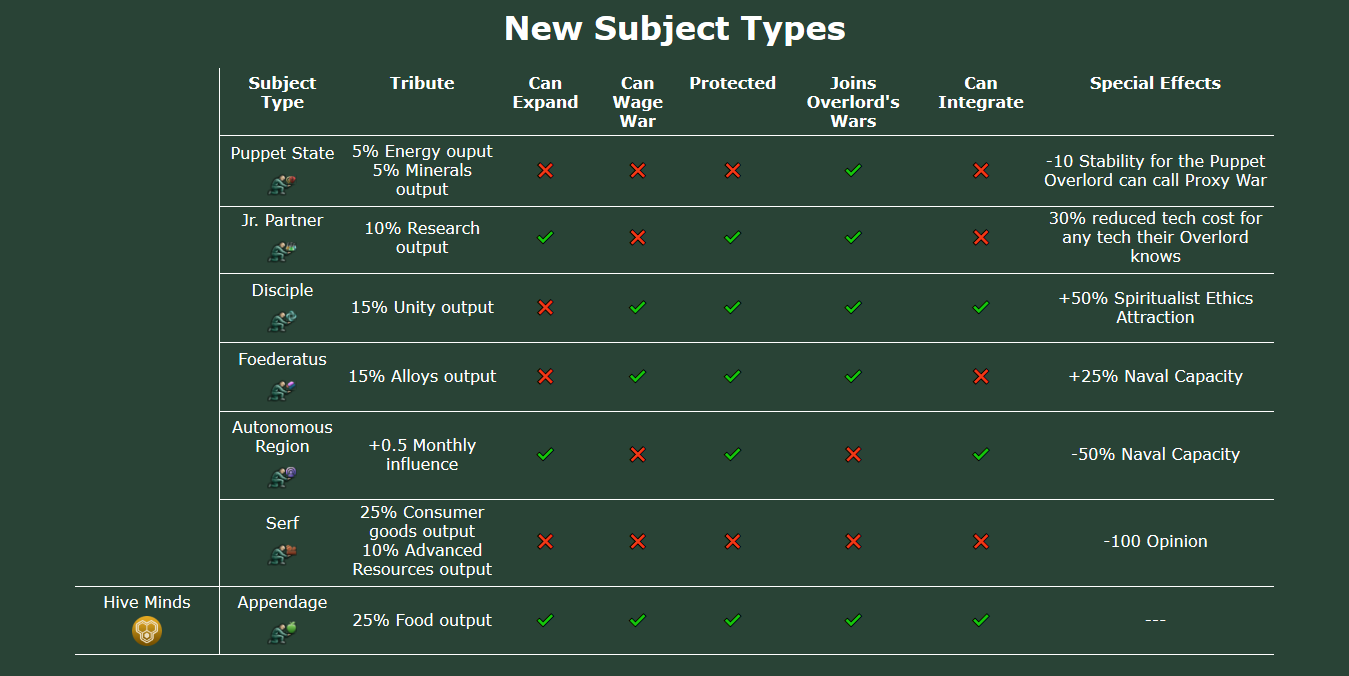 New Subject Types
Subject
Type
Tribute
Can
Expand
Can
Wage
War
Protected
Joins
Overlord's
Wars
Can
Integrate
Special Effects
Puppet State
5% Energy ouput
5% Minerals
output
-10 Stability for the Puppet
Overlord can call Proxy War
Jr. Partner
10% Research
output
30% reduced tech cost for
any tech their Overlord
knows
Disciple
15% Unity output
+50% Spiritualist Ethics
Attraction
Foederatus
15% Alloys output
+25% Naval Capacity
Autonomous
Region
+0.5 Monthly
influence
-50% Naval Capacity
Serf
25% Consumer
goods output
10% Advanced
Resources output
-100 Opinion
Hive Minds
Appendage
25% Food output
---